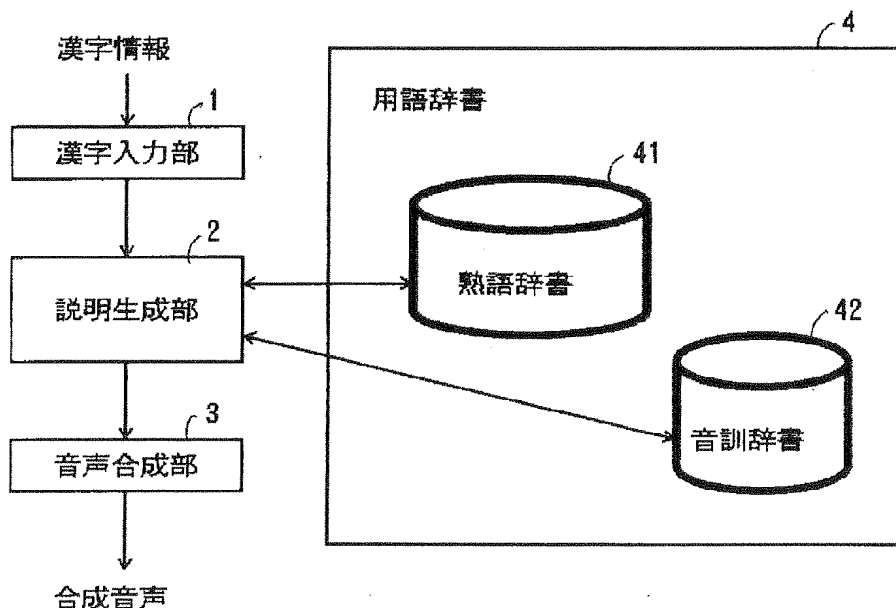 漢字情報
1
漢字入力部
2
説明生成部
3
音声合成部
合成音声
4
用語辞書
41
熟語辞書
42
音訓辞書